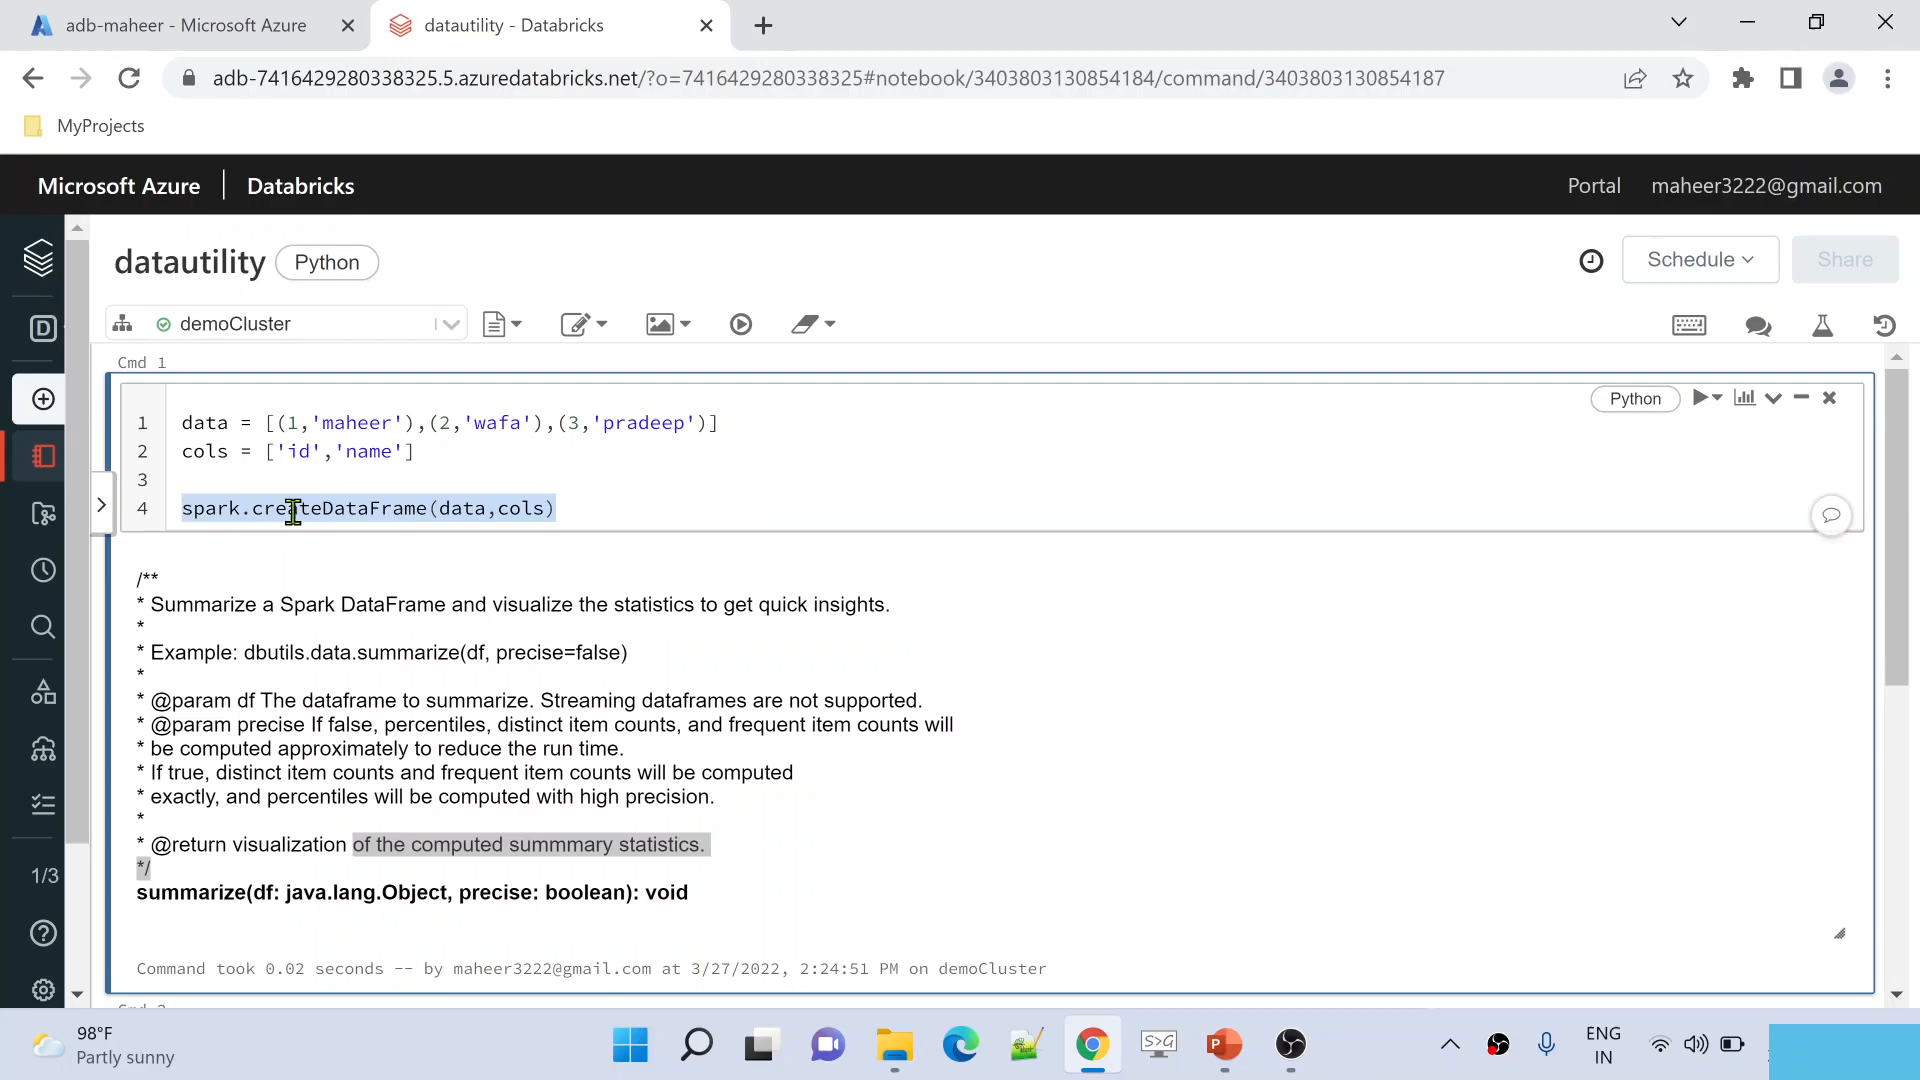 adb-maheer - Microsoft Azure
datautility - Databricks
adb-7416429280338325.5.azuredatabricks.net/?o=7416429280338325#notebook/3403803130854184/command/3403803130854187
MyProjects
Microsoft Azure
Databricks
Portal
maheer3222@gmail.com
datautility
Python
Schedule
Share
demoCluster
Cmd 1
Python
1 data = [(1,'maheer'),(2,'wafa'),(3,'pradeep')]
2 cols = ['id','name']
3
4 spark.createDataFrame(data,cols)
/**
* Summarize a Spark DataFrame and visualize the statistics to get quick insights.
*
* Example: dbutils.data.summarize(df, precise=false)
*
* @param df The dataframe to summarize. Streaming dataframes are not supported.
* @param precise If false, percentiles, distinct item counts, and frequent item counts will
* be computed approximately to reduce the run time.
* If true, distinct item counts and frequent item counts will be computed
* exactly, and percentiles will be computed with high precision.
*
* @return visualization of the computed summmary statistics.
*/
summarize(df: java.lang.Object, precise: boolean): void
Command took 0.02 seconds -- by maheer3222@gmail.com at 3/27/2022, 2:24:51 PM on demoCluster
D
1/3
98°F
Partly sunny
S>G
P
ENG
IN